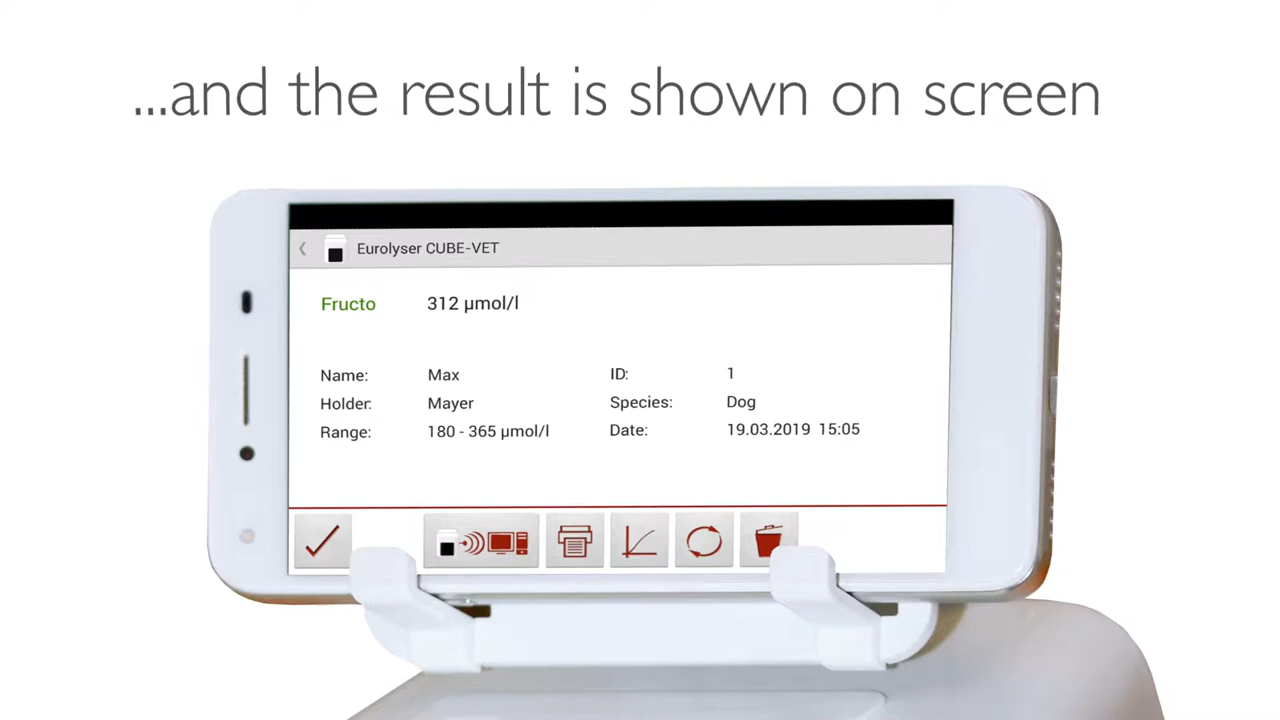 ...and the result is shown on screen
Eurolyser CUBE-VET
Fructo 312 µmol/l
Name: Max ID: 1
Holder: Mayer Species: Dog
Range: 180 - 365 µmol/l Date: 19.03.2019 15:05